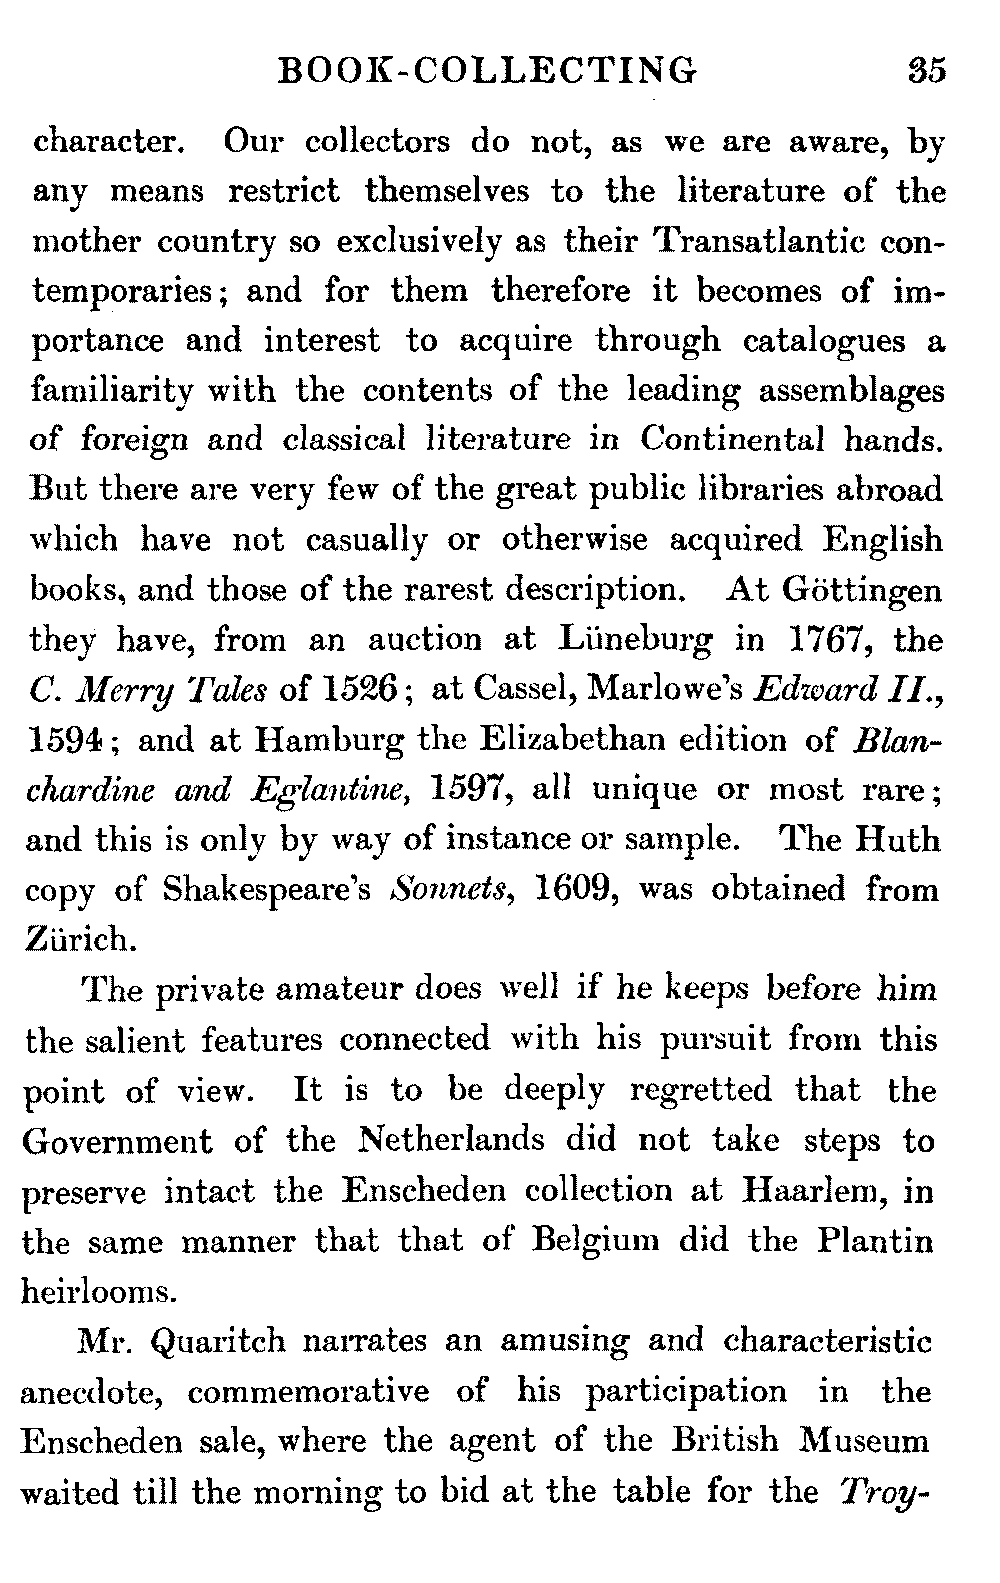 BOOK-COLLECTING 35
character. Our collectors do not, as we are aware, by
any means restrict themselves to the literature of the
mother country so exclusively as their Transatlantic con-
temporaries; and for them therefore it becomes of im-
portance and interest to acquire through catalogues a
familiarity with the contents of the leading assemblages
of foreign and classical literature in Continental hands.
But there are very few of the great public libraries abroad
which have not casually or otherwise acquired English
books, and those of the rarest description. At Göttingen
they have, from an auction at Lüneburg in 1767, the
C. Merry Tales of 1526; at Cassel, Marlowe's Edward II.,
1594; and at Hamburg the Elizabethan edition of Blan-
chardine and Eglantine, 1597, all unique or most rare;
and this is only by way of instance or sample. The Huth
copy of Shakespeare's Sonnets, 1609, was obtained from
Zürich.
The private amateur does well if he keeps before him
the salient features connected with his pursuit from this
point of view. It is to be deeply regretted that the
Government of the Netherlands did not take steps to
preserve intact the Enscheden collection at Haarlem, in
the same manner that that of Belgium did the Plantin
heirlooms.
Mr. Quaritch narrates an amusing and characteristic
anecdote, commemorative of his participation in the
Enscheden sale, where the agent of the British Museum
waited till the morning to bid at the table for the Troy-